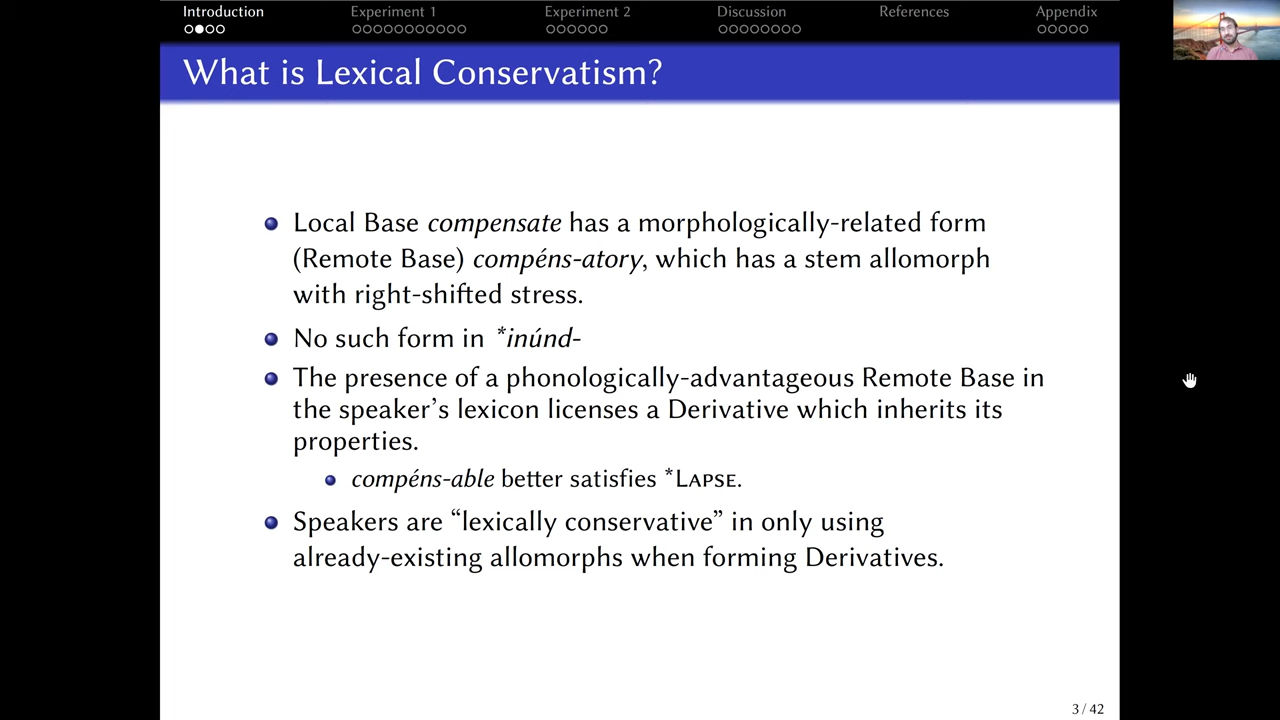 Introduction Experiment 1 Experiment 2 Discussion References Appendix
What is Lexical Conservatism?
Local Base compensate has a morphologically-related form
(Remote Base) compéns-atory, which has a stem allomorph
with right-shifted stress.
No such form in *inúnd-
The presence of a phonologically-advantageous Remote Base in
the speaker's lexicon licenses a Derivative which inherits its
properties.
compéns-able better satisfies *LAPSE.
Speakers are “lexically conservative” in only using
already-existing allomorphs when forming Derivatives.
3 / 42